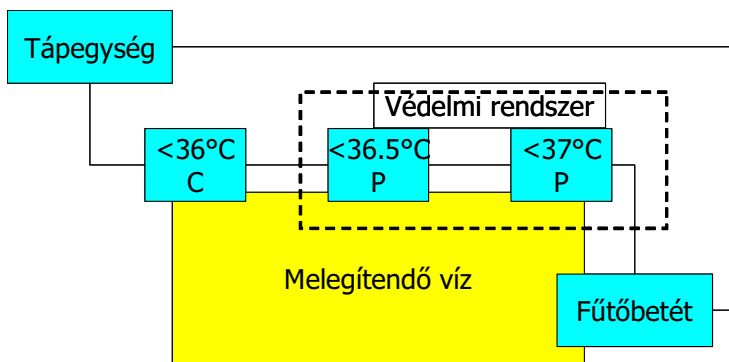 Tápegység
Védelmi rendszer
<36°C
C
<36.5°C
P
<37°C
P
Melegítendő víz
Fűtőbetét